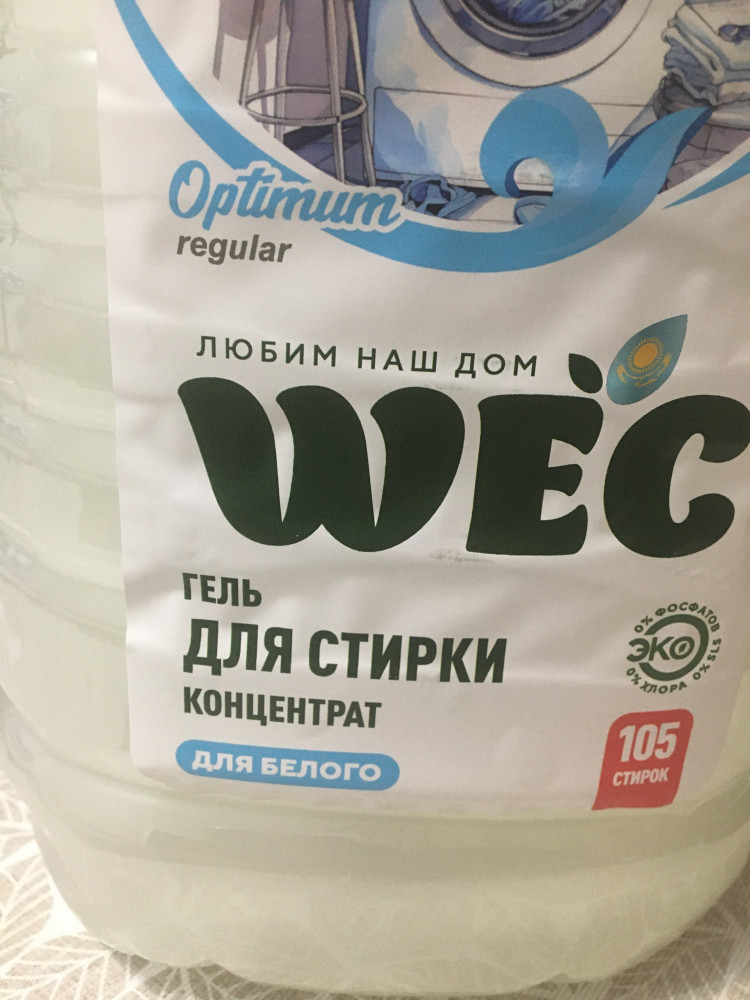 Optimum
regular
ЛЮБИМ НАШ ДОМ
WEC
ГЕЛЬ
ДЛЯ СТИРКИ
КОНЦЕНТРАТ
ДЛЯ БЕЛОГО
0% ФОСФАТОВ
ЭКО
0% ХЛОРА 0% SLS
105
СТИРОК